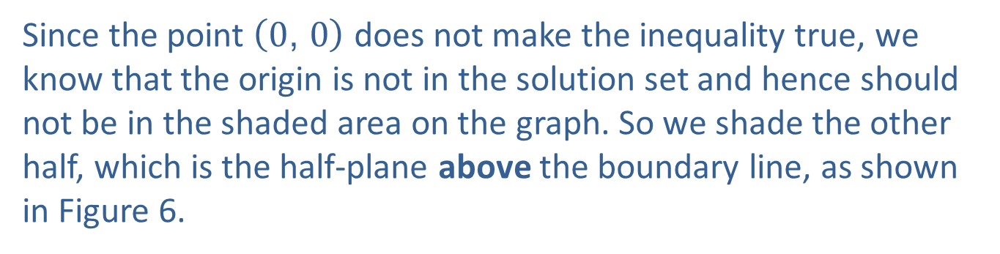 Since the point (0, 0) does not make the inequality true, we
know that the origin is not in the solution set and hence should
not be in the shaded area on the graph. So we shade the other
half, which is the half-plane above the boundary line, as shown
in Figure 6.